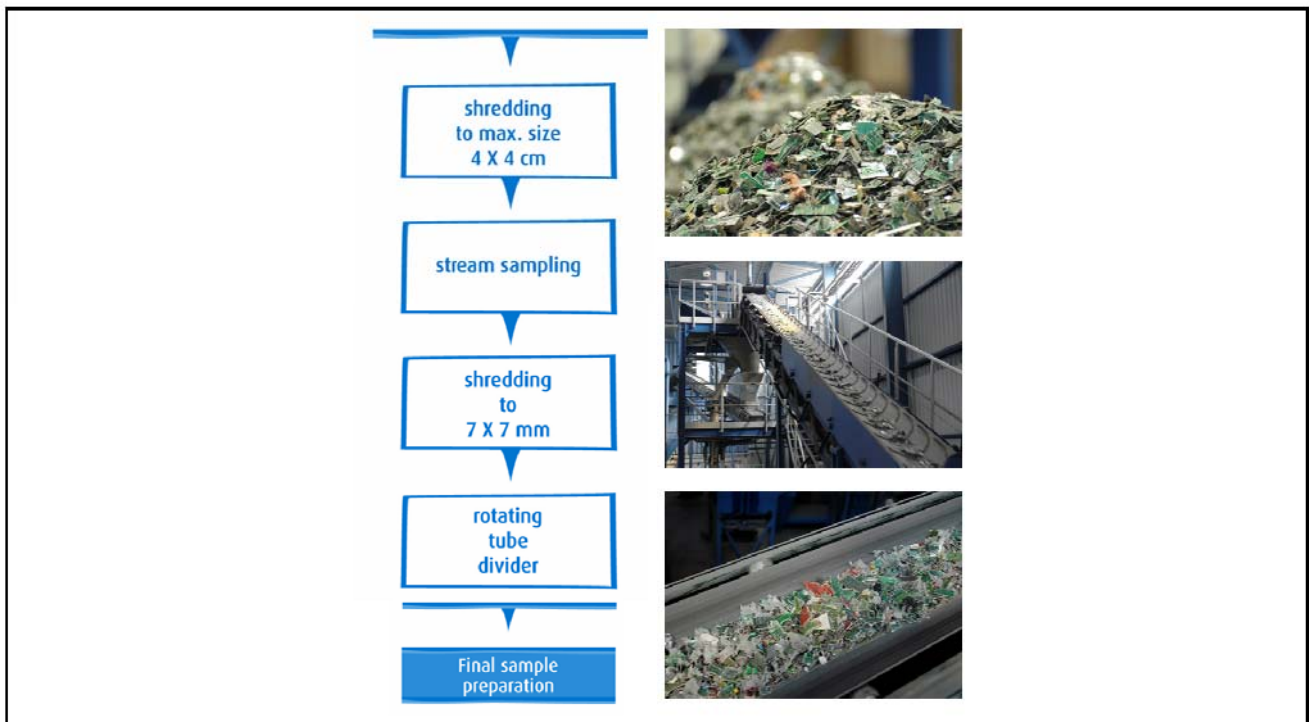 shredding
to max. size
4 X 4 cm
stream sampling
shredding
to
7 X 7 mm
rotating
tube
divider
Final sample
preparation